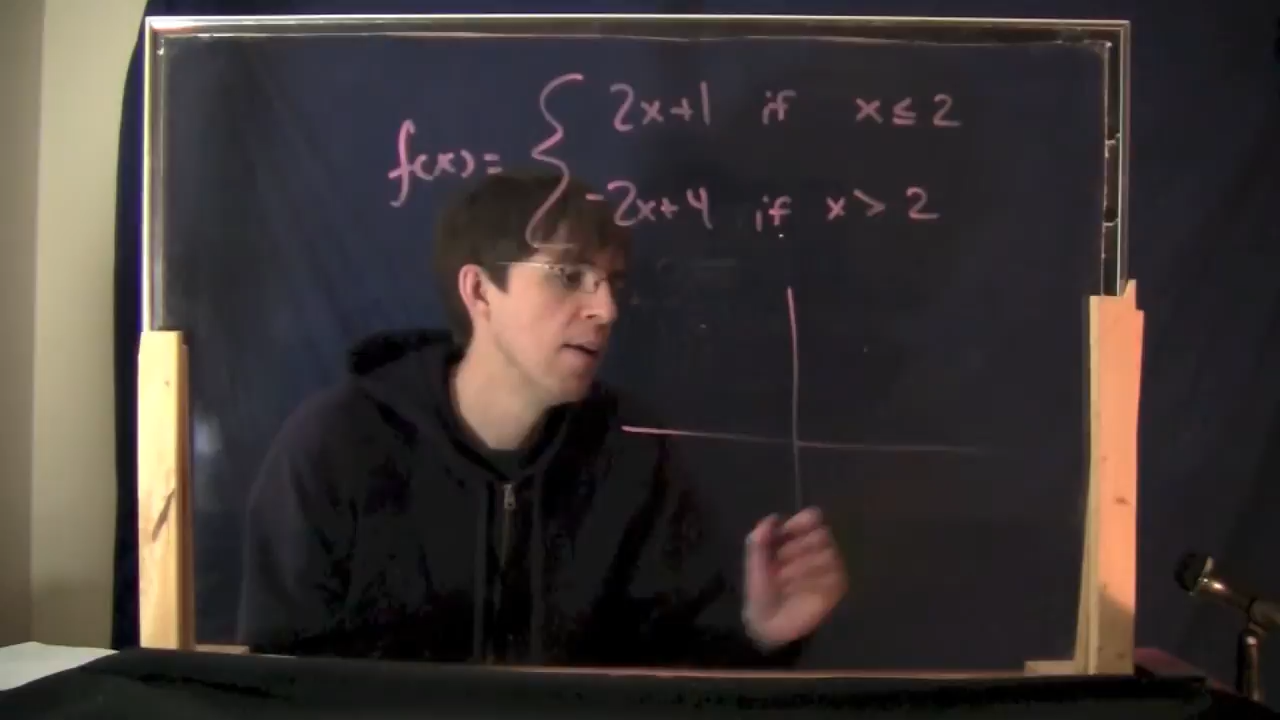 2x+1 if x ≤ 2
f(x) = {
-2x+4 if x > 2